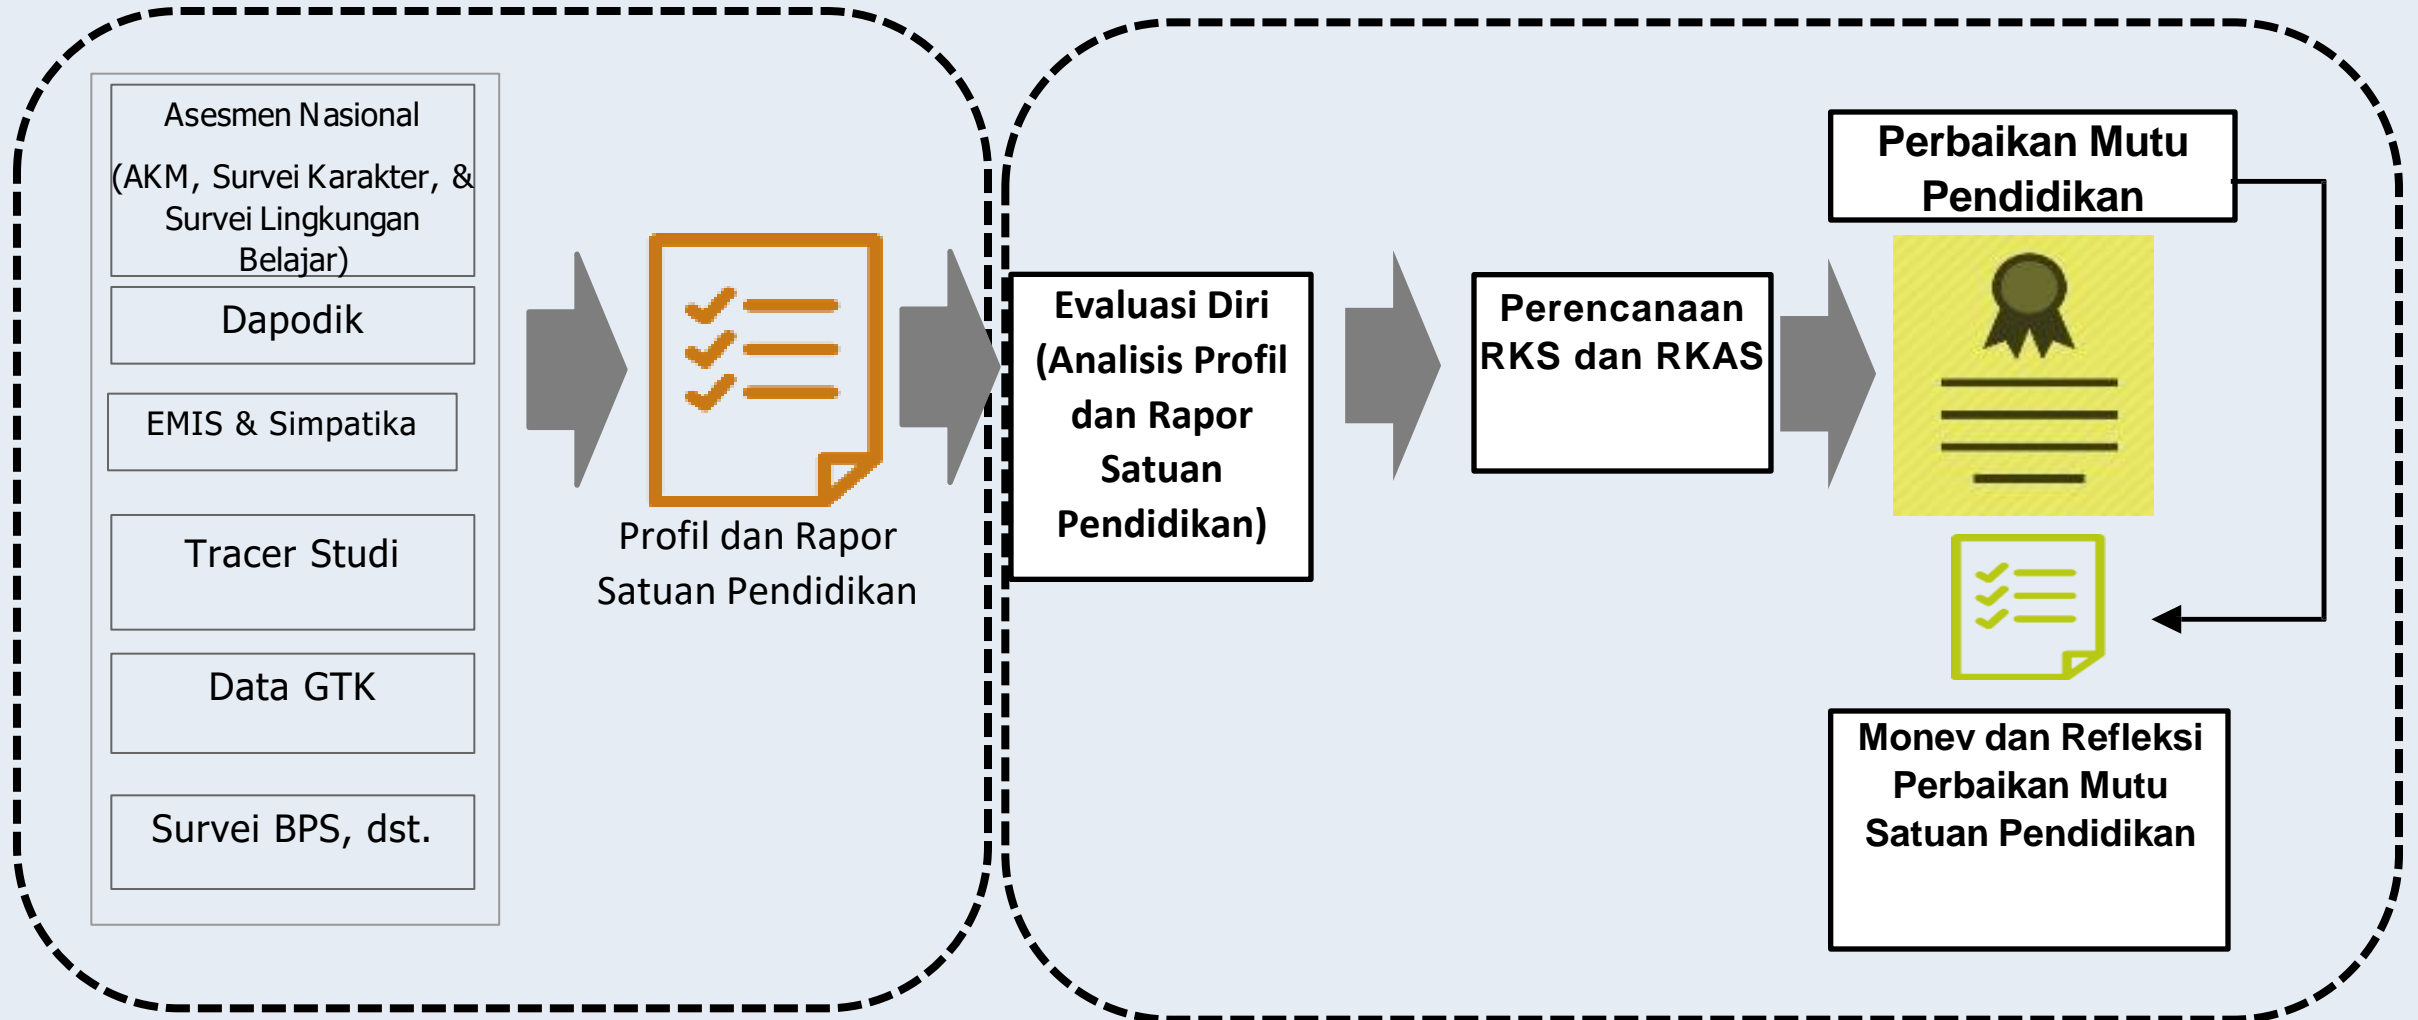 Asesmen Nasional
(AKM, Survei Karakter, &
Survei Lingkungan
Belajar)
Dapodik
EMIS & Simpatika
Tracer Studi
Data GTK
Survei BPS, dst.
Profil dan Rapor
Satuan Pendidikan
Evaluasi Diri
(Analisis Profil
dan Rapor
Satuan
Pendidikan)
Perencanaan
RKS dan RKAS
Perbaikan Mutu
Pendidikan
Monev dan Refleksi
Perbaikan Mutu
Satuan Pendidikan